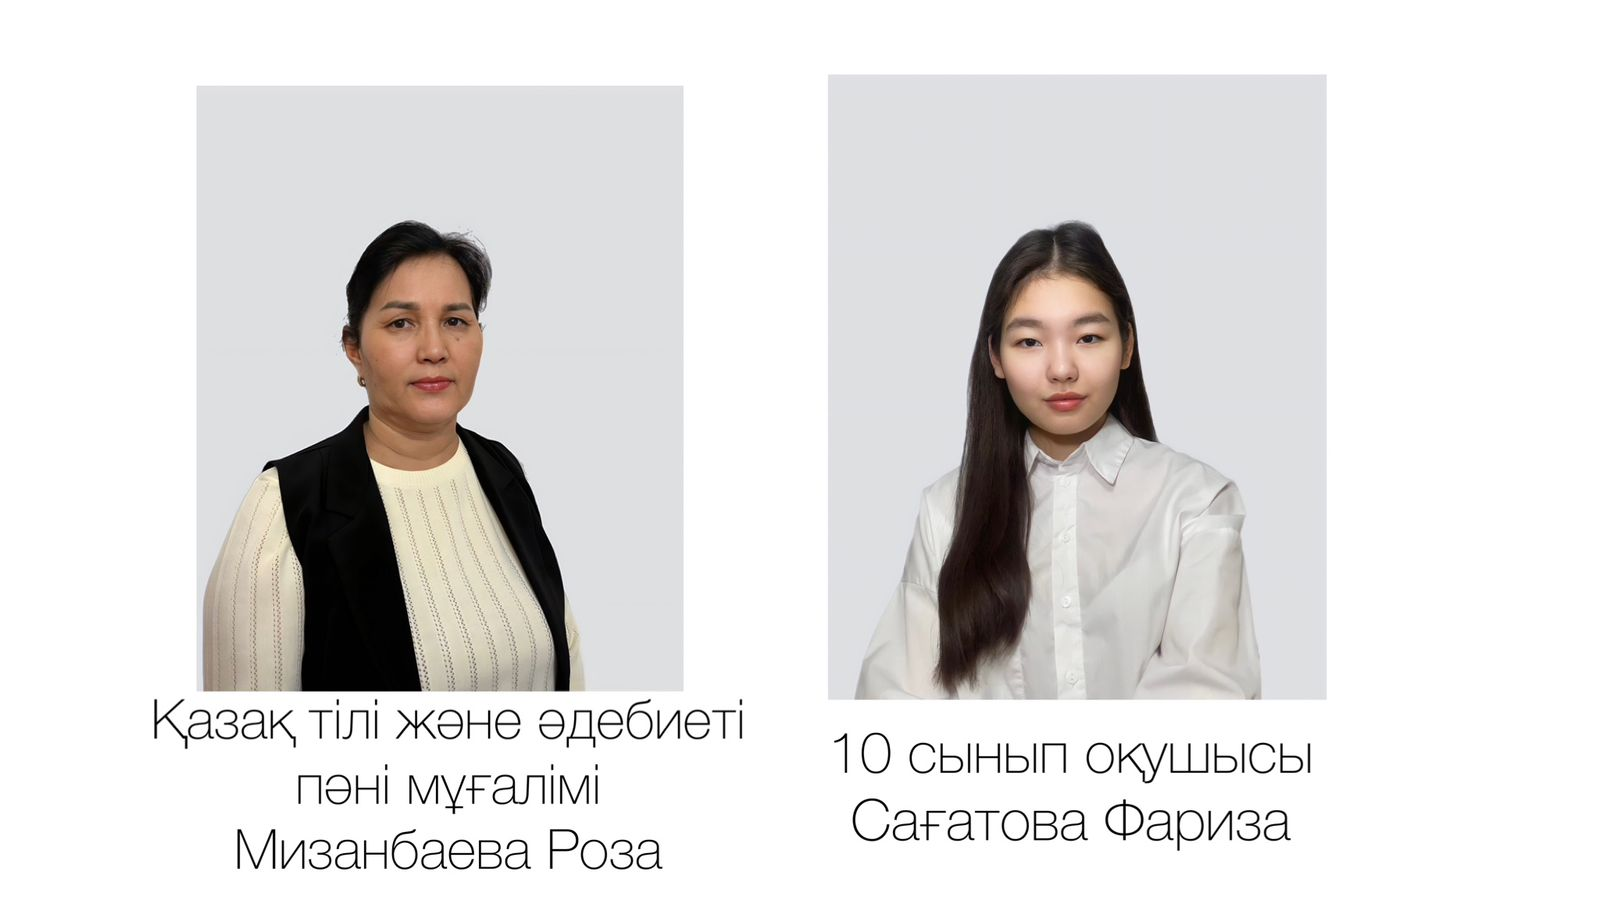 Қазақ тілі және әдебиеті
пәні мұғалімі
Мизанбаева Роза
10 сынып оқушысы
Сағатова Фариза